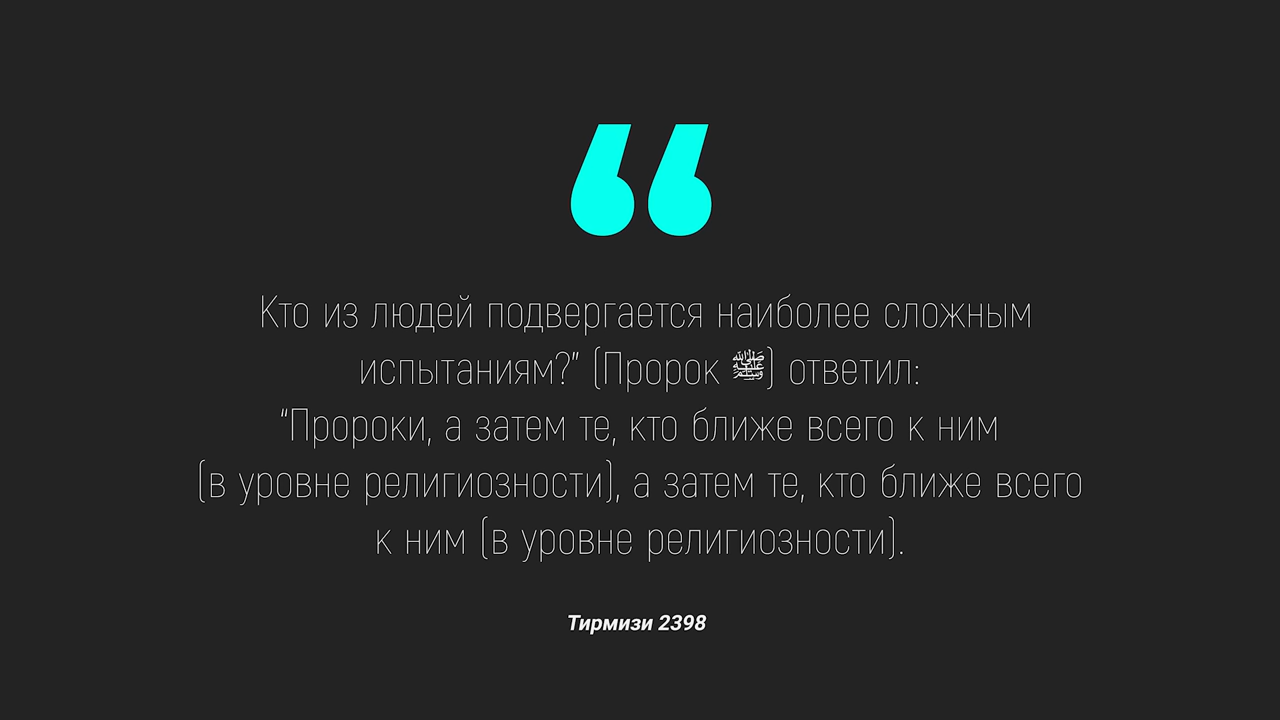 “
Кто из людей подвергается наиболее сложным
испытаниям?” (Пророк ﷺ) ответил:
“Пророки, а затем те, кто ближе всего к ним
(в уровне религиозности), а затем те, кто ближе всего
к ним (в уровне религиозности).
Тирмизи 2398